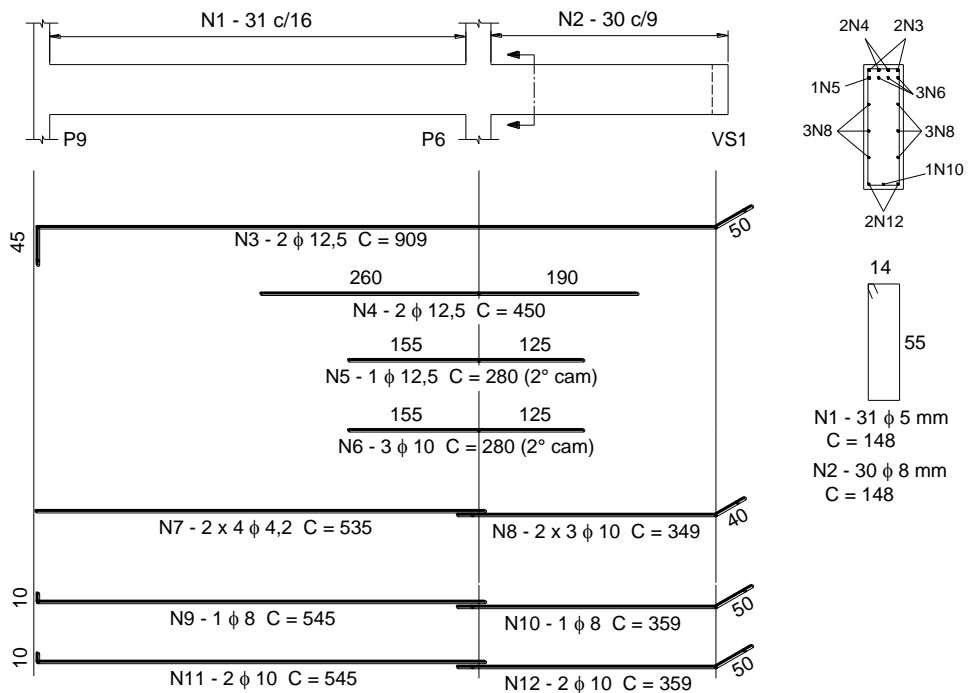 N1 - 31 c/16
N2 - 30 c/9
P9
P6
VS1
2N4
2N3
1N5
3N6
3N8
3N8
1N10
2N12
45
N3 - 2 ϕ 12,5 C = 909
50
260
190
N4 - 2 ϕ 12,5 C = 450
155
125
N5 - 1 ϕ 12,5 C = 280 (2° cam)
155
125
N6 - 3 ϕ 10 C = 280 (2° cam)
14
55
N1 - 31 ϕ 5 mm
C = 148
N2 - 30 ϕ 8 mm
C = 148
N7 - 2 x 4 ϕ 4,2 C = 535
N8 - 2 x 3 ϕ 10 C = 349
40
10
N9 - 1 ϕ 8 C = 545
N10 - 1 ϕ 8 C = 359
50
10
N11 - 2 ϕ 10 C = 545
N12 - 2 ϕ 10 C = 359
50